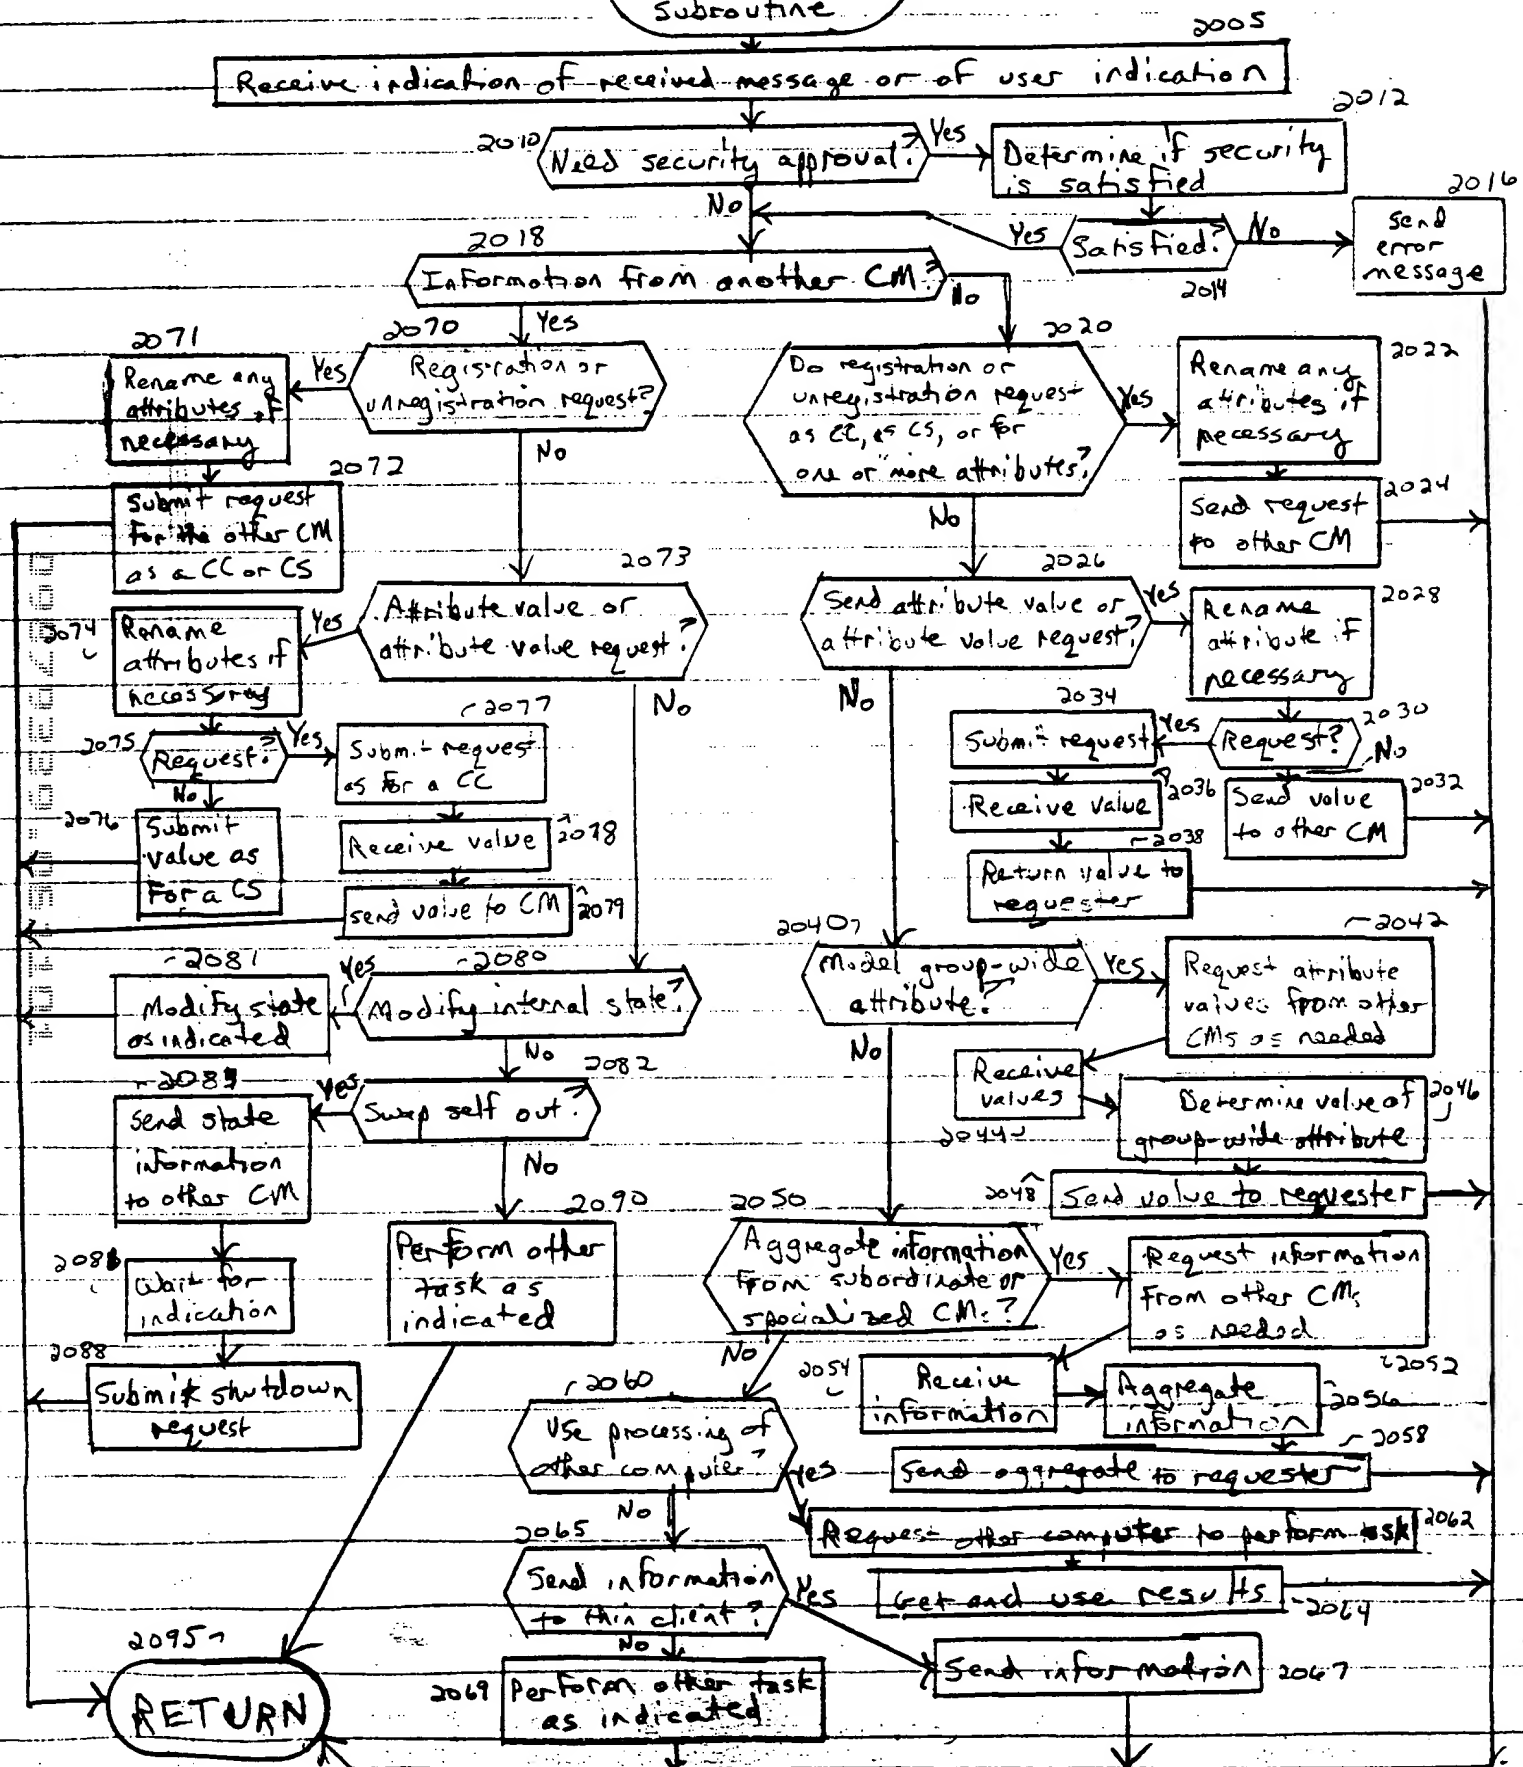 Subroutine
2005
Receive indication of received message or of user indication
2010
Need security approval?
Yes
No
2012
Determine if security
is satisfied
Satisfied?
Yes
No
2014
2016
Send
error
message
2018
Information from another CM?
Yes
No
2070
Registration or
unregistration request?
Yes
No
2071
Rename any
attributes if
necessary
2072
Submit request
for the other CM
as a CC or CS
2020
Do registration or
unregistration request
as CC, as CS, or for
one or more attributes?
Yes
No
2022
Rename any
attributes if
necessary
2024
Send request
to other CM
2073
Attribute value or
attribute value request?
Yes
No
2074
Rename
attributes if
necessary
2075
Request?
Yes
No
2076
Submit
value as
for a CS
2077
Submit request
as for a CC
2078
Receive value
2079
send value to CM
2026
Send attribute value or
attribute value request?
Yes
No
2028
Rename
attribute if
necessary
2030
Request?
Yes
No
2032
Send value
to other CM
2034
Submit request
2036
Receive value
2038
Return value to
requester
2040
Model group-wide
attribute?
Yes
No
2042
Request attribute
values from other
CMs as needed
Receive
values
2044
2046
Determine value of
group-wide attribute
2048
Send value to requester
2080
Modify internal state?
Yes
No
2081
Modify state
as indicated
2082
Swap self out?
Yes
No
Send state
information
to other CM
Wait for
indication
2088
Submit shutdown
request
2090
Perform other
task as
indicated
2050
Aggregate information
from subordinate or
specialized CMs?
Yes
No
Request information
from other CMs
as needed
2052
2054
Receive
information
2056
Aggregate
information
2058
Send aggregate to requester
2060
Use processing of
other computer?
Yes
No
2062
Request other computer to perform task
Get and use results
2064
2065
Send information
to thin client?
Yes
No
Send information
2067
2069
Perform other task
as indicated
2095
RETURN